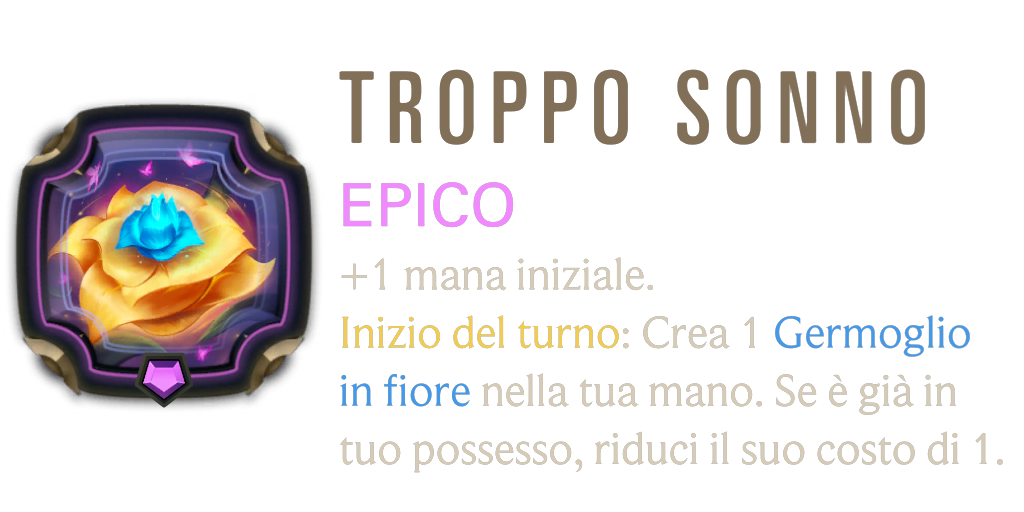 TROPPO SONNO
EPICO
+1 mana iniziale.
Inizio del turno: Crea 1 Germoglio
in fiore nella tua mano. Se è già in
tuo possesso, riduci il suo costo di 1.